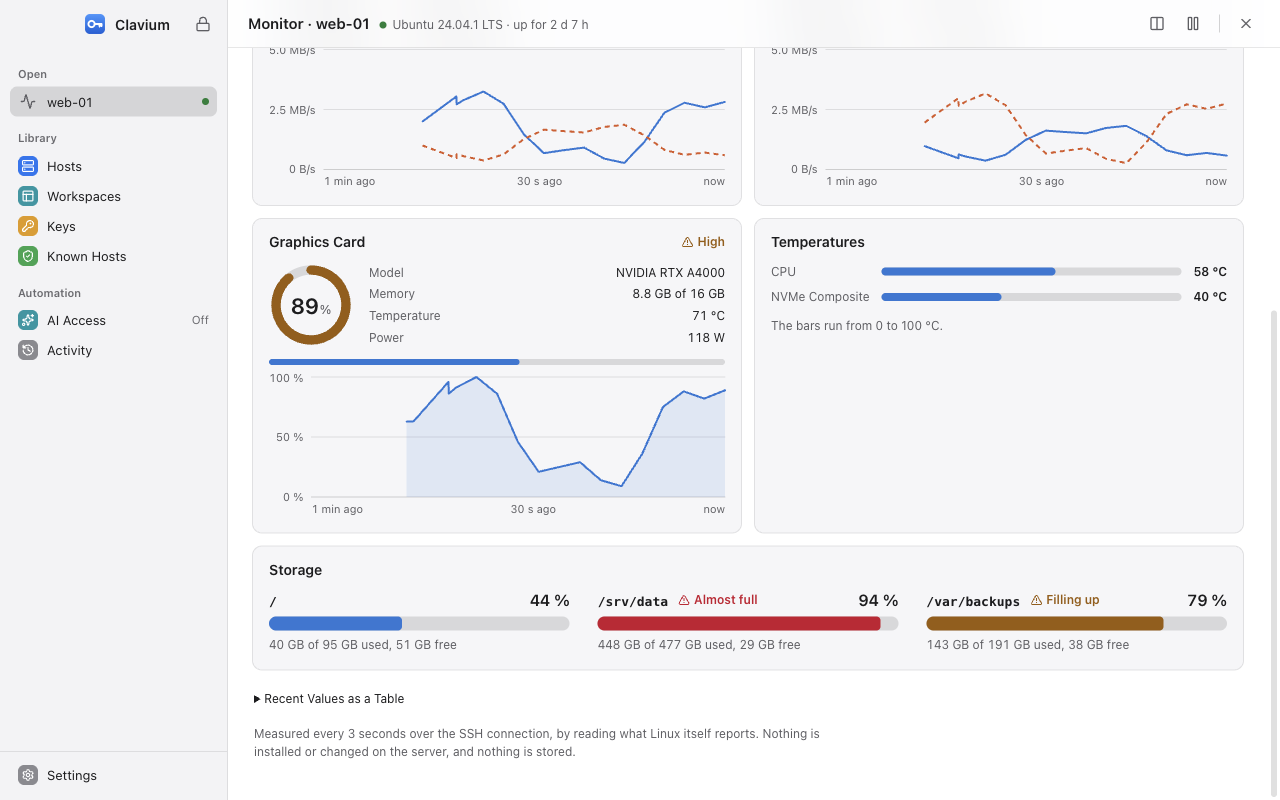 Clavium
Open
web-01
Library
Hosts
Workspaces
Keys
Known Hosts
Automation
AI Access Off
Activity
Settings
Monitor · web-01 Ubuntu 24.04.1 LTS · up for 2 d 7 h
5.0 MB/s
2.5 MB/s
0 B/s
1 min ago 30 s ago now
5.0 MB/s
2.5 MB/s
0 B/s
1 min ago 30 s ago now
Graphics Card High
89%
Model NVIDIA RTX A4000
Memory 8.8 GB of 16 GB
Temperature 71 °C
Power 118 W
100 %
50 %
0 %
1 min ago 30 s ago now
Temperatures
CPU 58 °C
NVMe Composite 40 °C
The bars run from 0 to 100 °C.
Storage
/ 44 %
40 GB of 95 GB used, 51 GB free
/srv/data Almost full 94 %
448 GB of 477 GB used, 29 GB free
/var/backups Filling up 79 %
143 GB of 191 GB used, 38 GB free
Recent Values as a Table
Measured every 3 seconds over the SSH connection, by reading what Linux itself reports. Nothing is
installed or changed on the server, and nothing is stored.